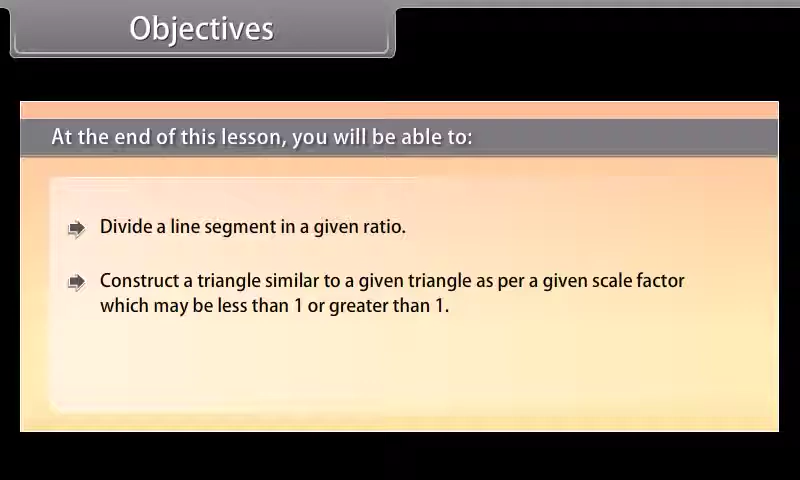 Objectives
At the end of this lesson, you will be able to:
Divide a line segment in a given ratio.
Construct a triangle similar to a given triangle as per a given scale factor
which may be less than 1 or greater than 1.